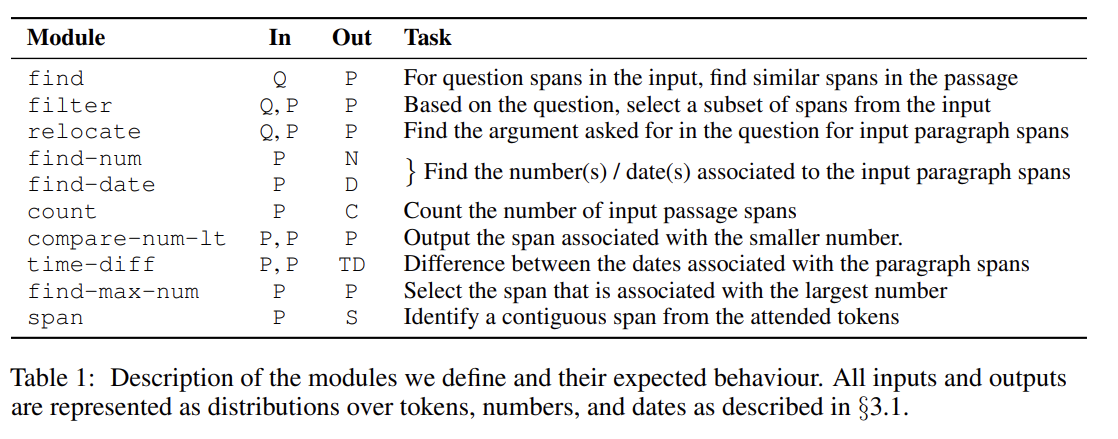 Module In Out Task
find Q P For question spans in the input, find similar spans in the passage
filter Q, P P Based on the question, select a subset of spans from the input
relocate Q, P P Find the argument asked for in the question for input paragraph spans
find-num P N
} Find the number(s) / date(s) associated to the input paragraph spans
find-date P D
count P C Count the number of input passage spans
compare-num-lt P, P P Output the span associated with the smaller number.
time-diff P, P TD Difference between the dates associated with the paragraph spans
find-max-num P P Select the span that is associated with the largest number
span P S Identify a contiguous span from the attended tokens
Table 1: Description of the modules we define and their expected behaviour. All inputs and outputs
are represented as distributions over tokens, numbers, and dates as described in §3.1.